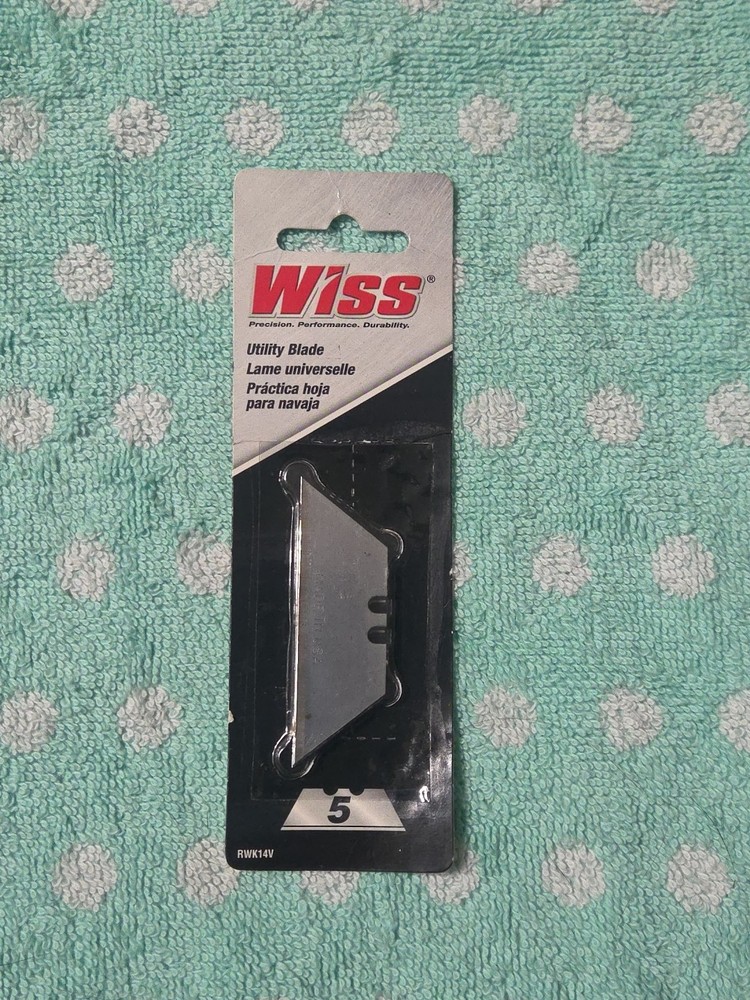 Wiss®
Precision. Performance. Durability.
Utility Blade
Lame universelle
Práctica hoja
para navaja
5
RWK14V